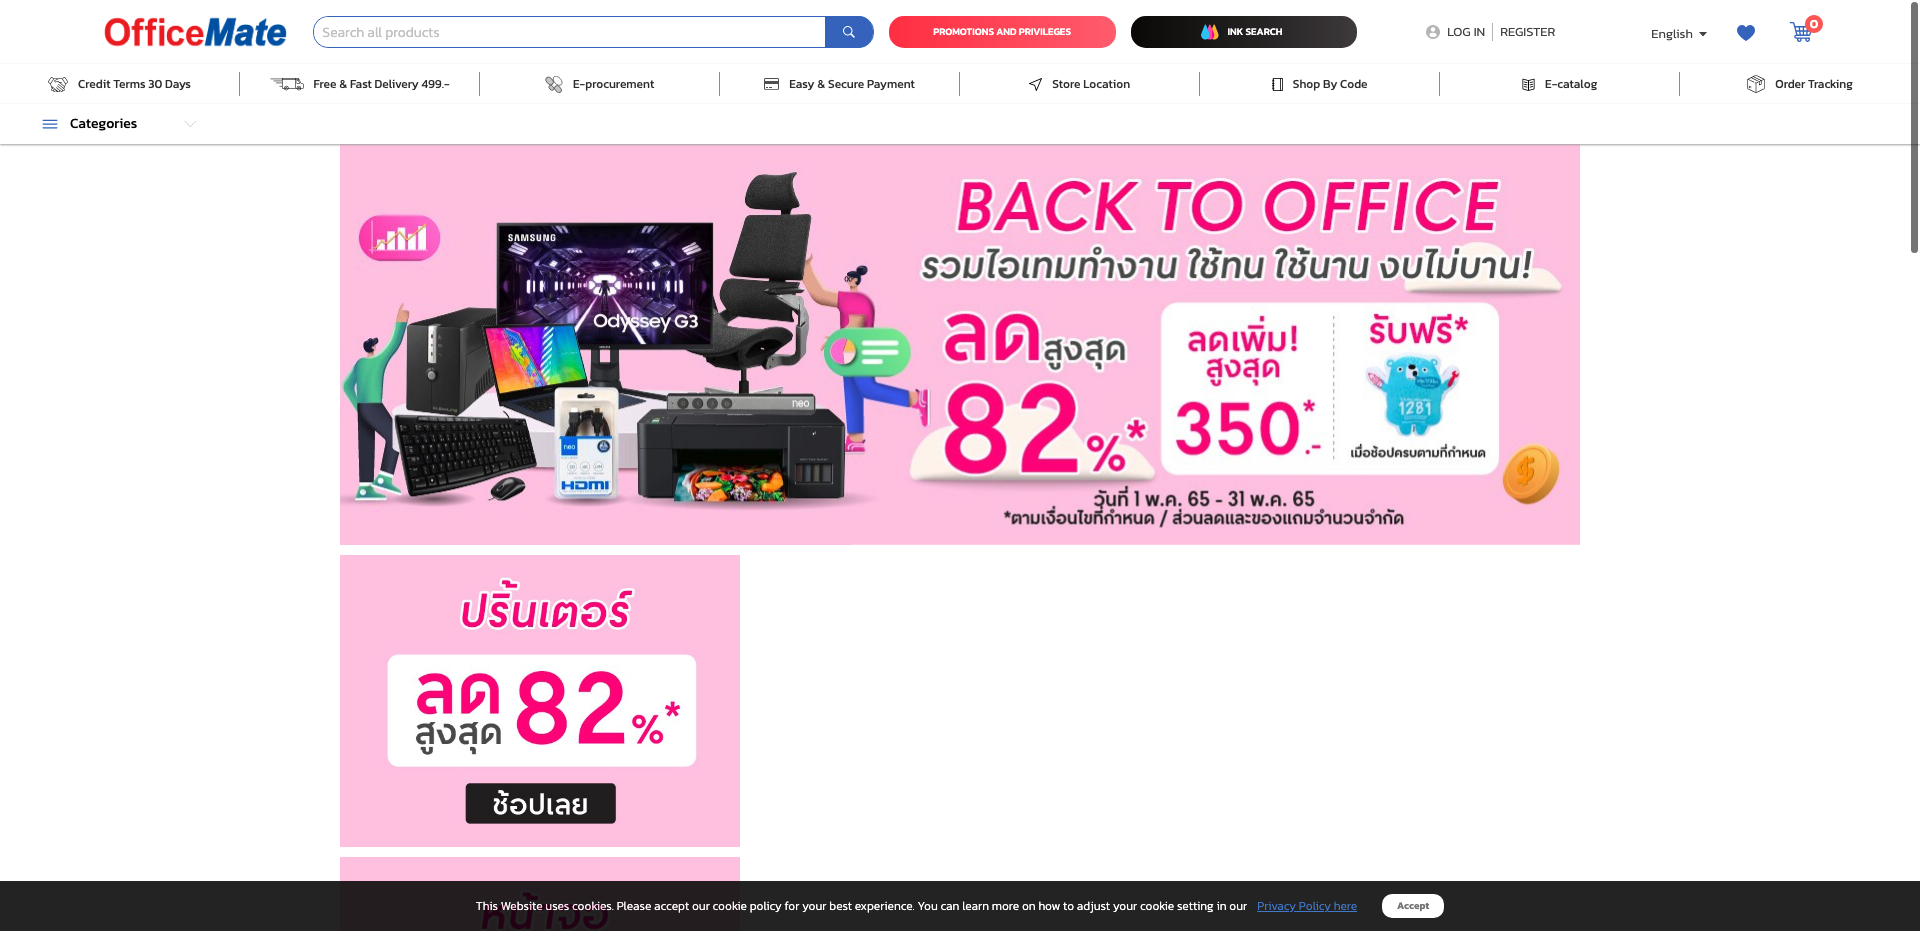 OfficeMate
Search all products
PROMOTIONS AND PRIVILEGES
INK SEARCH
LOG IN
REGISTER
English
0
Credit Terms 30 Days
Free & Fast Delivery 499.-
E-procurement
Easy & Secure Payment
Store Location
Shop By Code
E-catalog
Order Tracking
Categories
BACK TO OFFICE
รวมไอเทมทำงาน ใช้ทน ใช้นาน งบไม่บาน!
SAMSUNG
Odyssey G3
neo
neo
HDMI
ลดสูงสุด
82%*
ลดเพิ่ม!
สูงสุด
350.-*
รับฟรี*
1281
เมื่อช้อปครบตามที่กำหนด
วันที่ 1 พ.ค. 65 - 31 พ.ค. 65
*ตามเงื่อนไขที่กำหนด / ส่วนลดและของแถมจำนวนจำกัด
ปริ้นเตอร์
ลด
สูงสุด
82%*
ช้อปเลย
หน้าจอ
This Website uses cookies. Please accept our cookie policy for your best experience. You can learn more on how to adjust your cookie setting in our Privacy Policy here
Accept